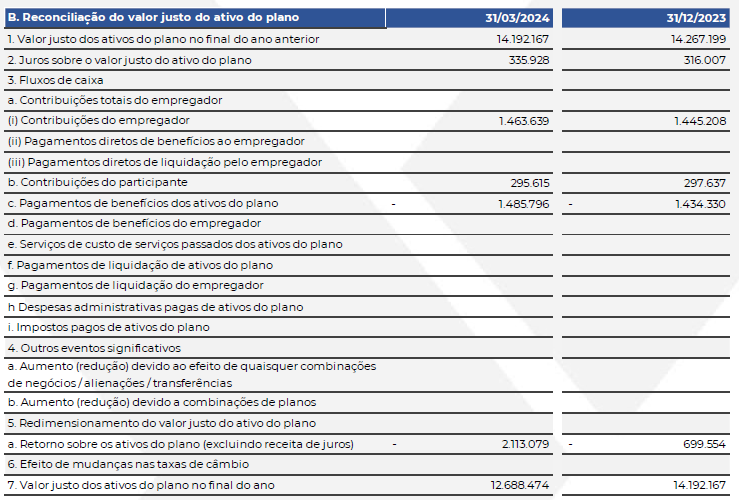 B. Reconciliação do valor justo do ativo do plano 31/03/2024 31/12/2023
1. Valor justo dos ativos do plano no final do ano anterior 14.192.167 14.267.199
2. Juros sobre o valor justo do ativo do plano 335.928 316.007
3. Fluxos de caixa
a. Contribuições totais do empregador
(i) Contribuições do empregador 1.463.639 1.445.208
(ii) Pagamentos diretos de benefícios ao empregador
(iii) Pagamentos diretos de liquidação pelo empregador
b. Contribuições do participante 295.615 297.637
c. Pagamentos de benefícios dos ativos do plano - 1.485.796 - 1.434.330
d. Pagamentos de benefícios do empregador
e. Serviços de custo de serviços passados dos ativos do plano
f. Pagamentos de liquidação de ativos do plano
g. Pagamentos de liquidação do empregador
h Despesas administrativas pagas de ativos do plano
i. Impostos pagos de ativos do plano
4. Outros eventos significativos
a. Aumento (redução) devido ao efeito de quaisquer combinações
de negócios / alienações / transferências
b. Aumento (redução) devido a combinações de planos
5. Redimensionamento do valor justo do ativo do plano
a. Retorno sobre os ativos do plano (excluindo receita de juros) - 2.113.079 - 699.554
6. Efeito de mudanças nas taxas de câmbio
7. Valor justo dos ativos do plano no final do ano 12.688.474 14.192.167